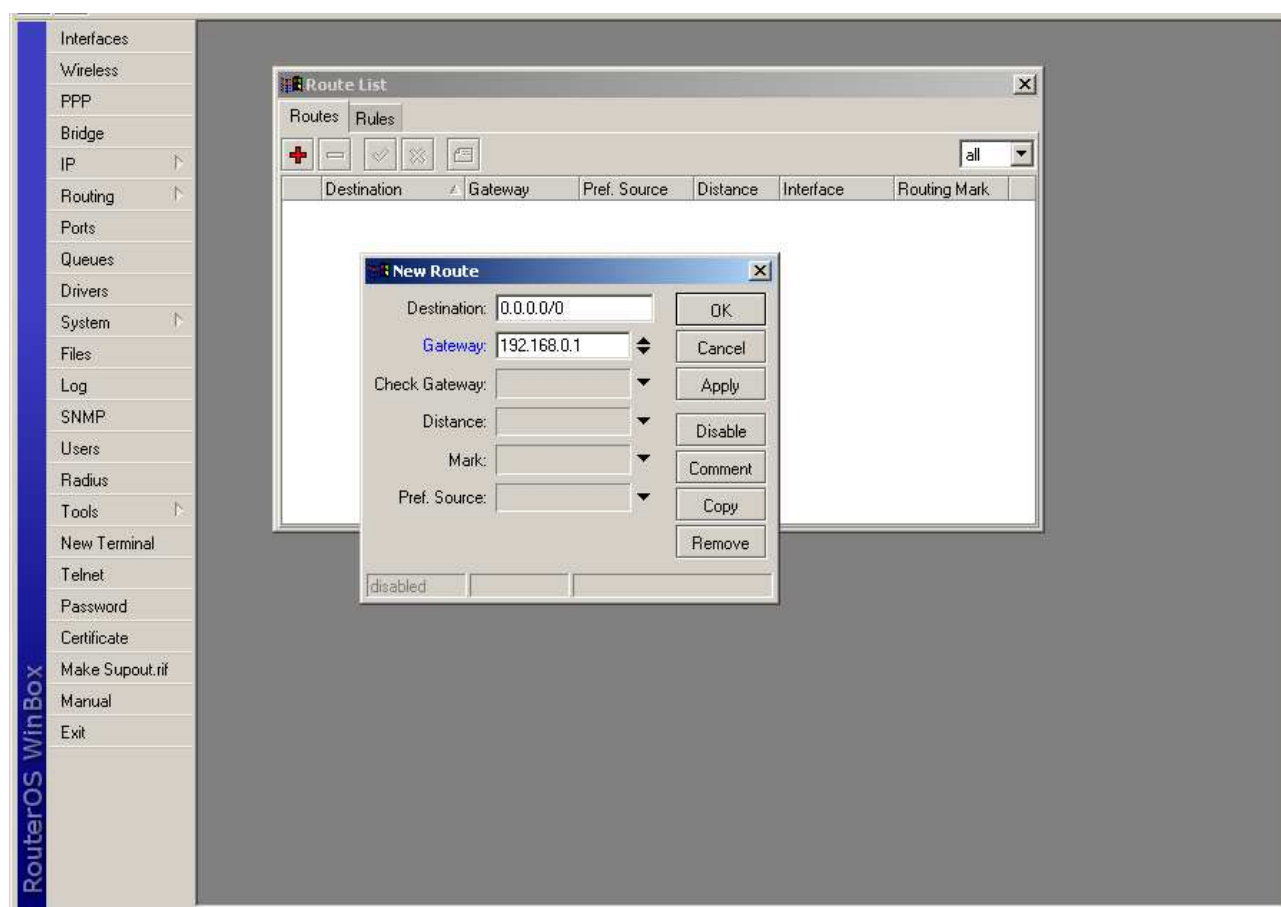 Interfaces
Wireless
PPP
Bridge
IP
Routing
Ports
Queues
Drivers
System
Files
Log
SNMP
Users
Radius
Tools
New Terminal
Telnet
Password
Certificate
Make Supout.rif
Manual
Exit
RouterOS WinBox
Route List
Routes Rules
all
Destination Gateway Pref. Source Distance Interface Routing Mark
New Route
Destination: 0.0.0.0/0 OK
Gateway: 192.168.0.1 Cancel
Check Gateway: Apply
Distance: Disable
Mark: Comment
Pref. Source: Copy
Remove
disabled